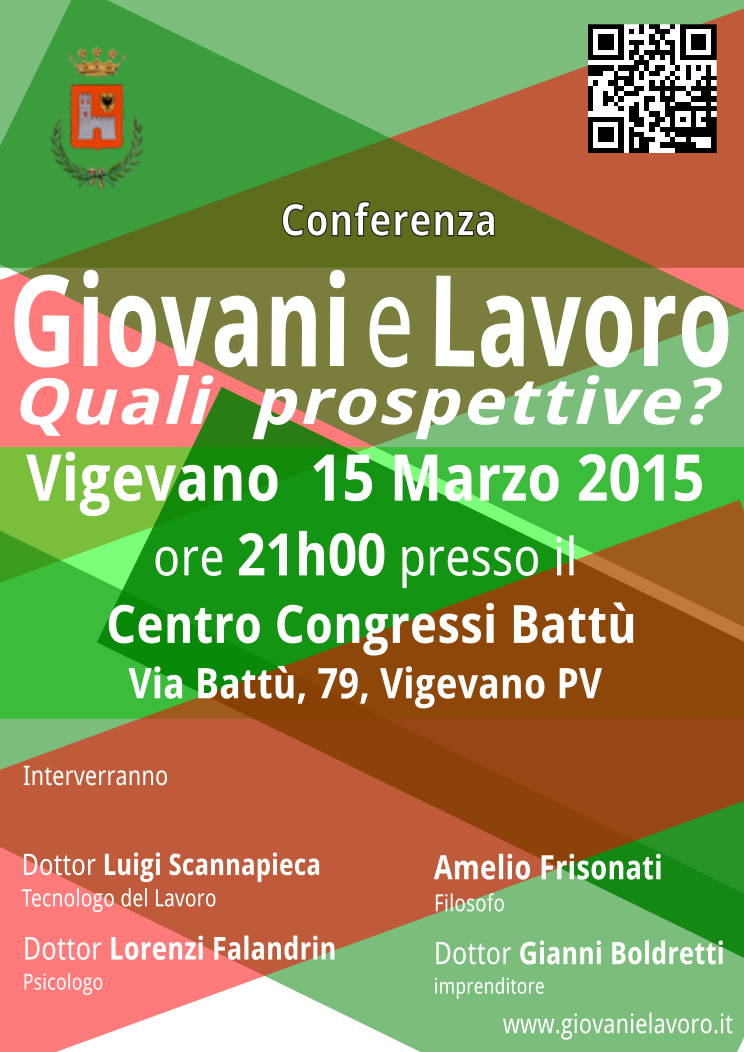 Conferenza
Giovani e Lavoro
Quali prospettive?
Vigevano 15 Marzo 2015
ore 21h00 presso il
Centro Congressi Battù
Via Battù, 79, Vigevano PV
Interverranno
Dottor Luigi Scannapieca
Tecnologo del Lavoro
Dottor Lorenzi Falandrin
Psicologo
Amelio Frisonati
Filosofo
Dottor Gianni Boldretti
imprenditore
www.giovanielavoro.it